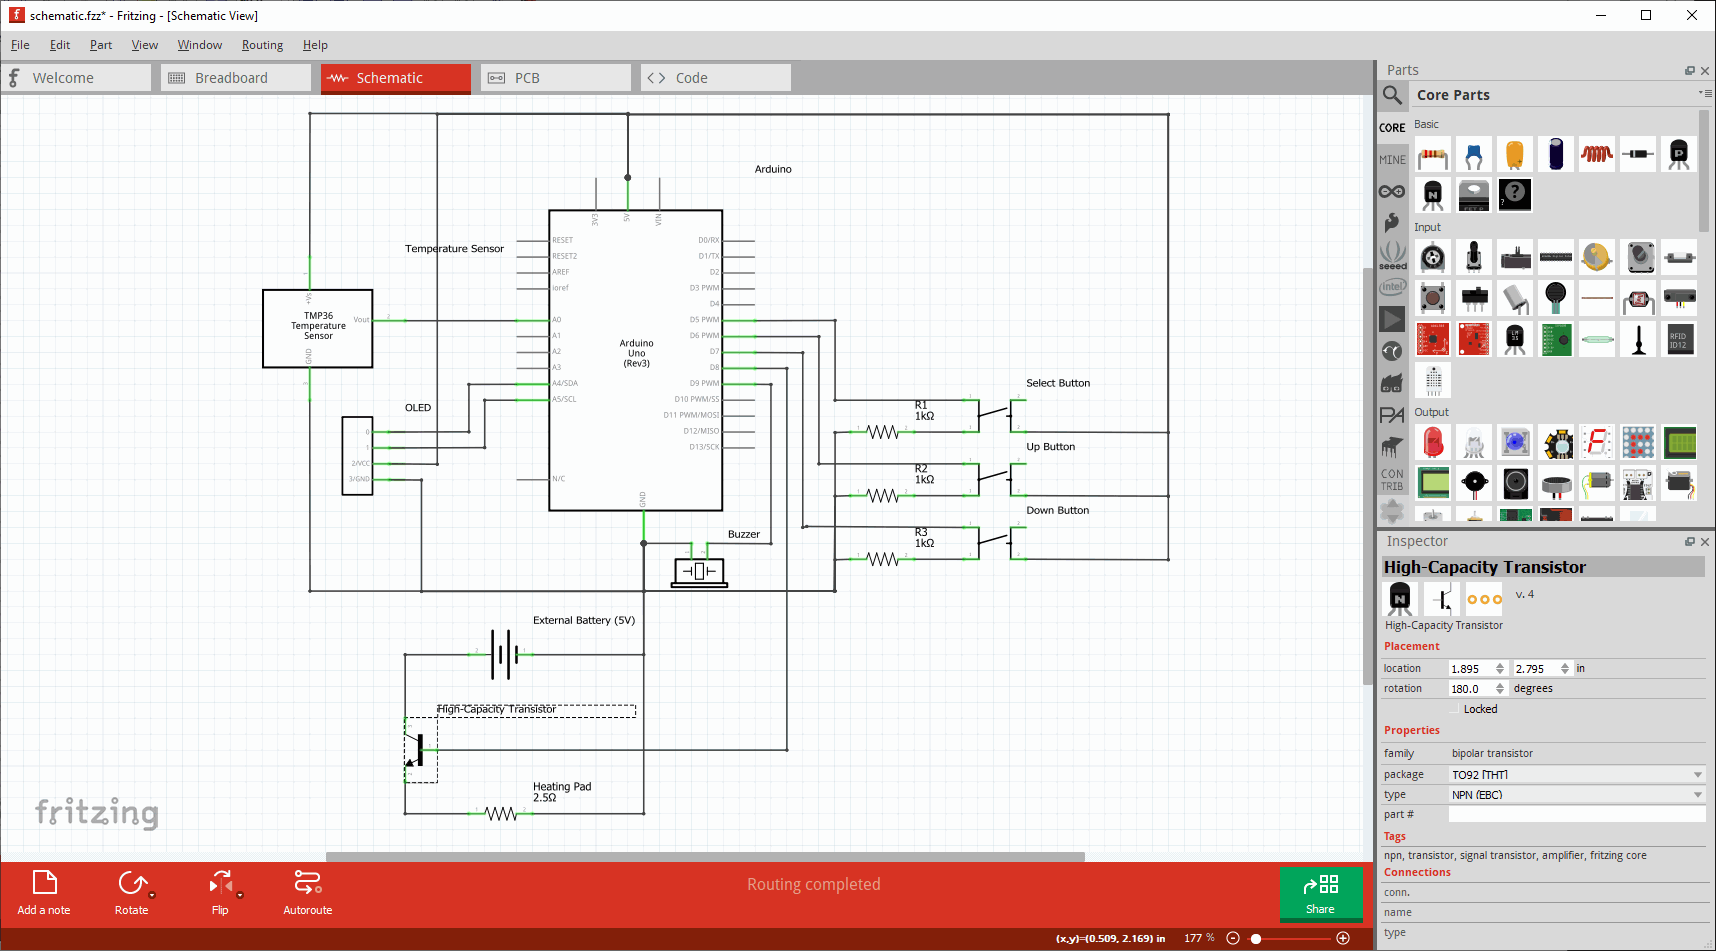 schematic.fzz* - Fritzing - [Schematic View]
File Edit Part View Window Routing Help
Welcome
Breadboard
Schematic
PCB
Code
Arduino
3V3
5V
VIN
Temperature Sensor
RESET
RESET2
AREF
ioref
A0
A1
A2
A3
A4/SDA
A5/SCL
N/C
D0/RX
D1/TX
D2
D3 PWM
D4
D5 PWM
D6 PWM
D7
D8
D9 PWM
D10 PWM/SS
D11 PWM/MOSI
D12/MISO
D13/SCK
GND
Arduino
Uno
(Rev3)
+Vs
TMP36
Temperature
Sensor
Vout
GND
OLED
0
1
2/VCC
3/GND
Select Button
R1
1kΩ
Up Button
R2
1kΩ
Down Button
R3
1kΩ
Buzzer
External Battery (5V)
High-Capacity Transistor
Heating Pad
2.5Ω
fritzing
Add a note
Rotate
Flip
Autoroute
Routing completed
Share
(x,y)=(0.509, 2.169) in 177 %
Parts
Core Parts
CORE
MINE
seeed
intel
PA
CON
TRIB
Basic
Input
RFID
ID12
Output
Inspector
High-Capacity Transistor
v. 4
High-Capacity Transistor
Placement
location 1.895 2.795 in
rotation 180.0 degrees
Locked
Properties
family bipolar transistor
package TO92 [THT]
type NPN (EBC)
part #
Tags
npn, transistor, signal transistor, amplifier, fritzing core
Connections
conn.
name
type